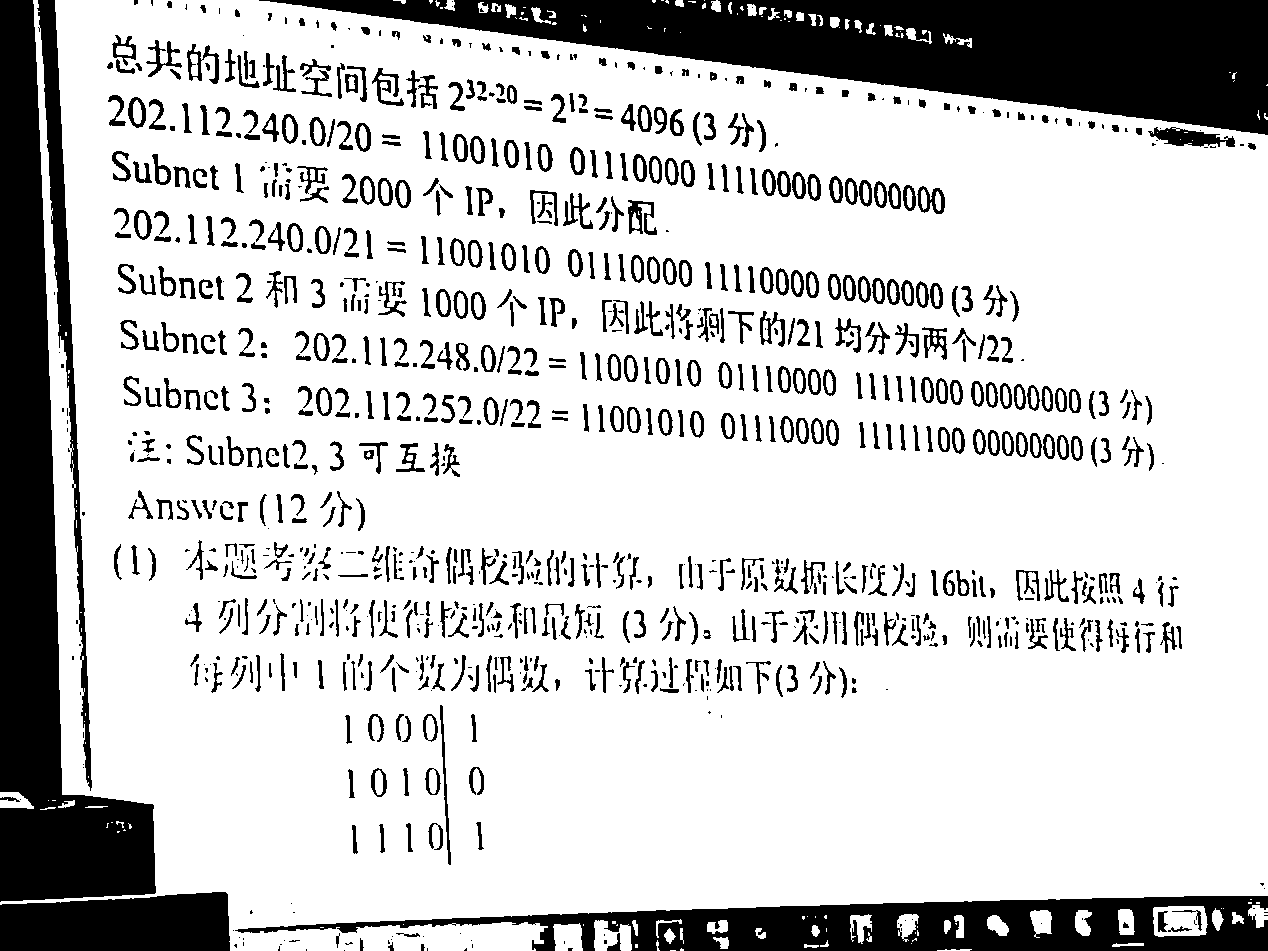 Word
总共的地址空间包括 2^32-20 = 2^12 = 4096 (3 分).
202.112.240.0/20 = 11001010 01110000 11110000 00000000
Subnet 1 需要 2000 个 IP，因此分配.
202.112.240.0/21 = 11001010 01110000 11110000 00000000 (3 分)
Subnet 2 和 3 需要 1000 个 IP，因此将剩下的/21 均分为两个/22.
Subnet 2：202.112.248.0/22 = 11001010 01110000 11111000 00000000 (3 分)
Subnet 3：202.112.252.0/22 = 11001010 01110000 11111100 00000000 (3 分).
注: Subnet2, 3 可互换
Answer (12 分)
(1) 本题考察二维奇偶校验的计算，由于原数据长度为 16bit，因此按照 4 行
4 列分割将使得校验和最短 (3 分)。由于采用偶校验，则需要使得每行和
每列中 1 的个数为偶数，计算过程如下(3 分)：
1 0 0 0 1
1 0 1 0 0
1 1 1 0 1